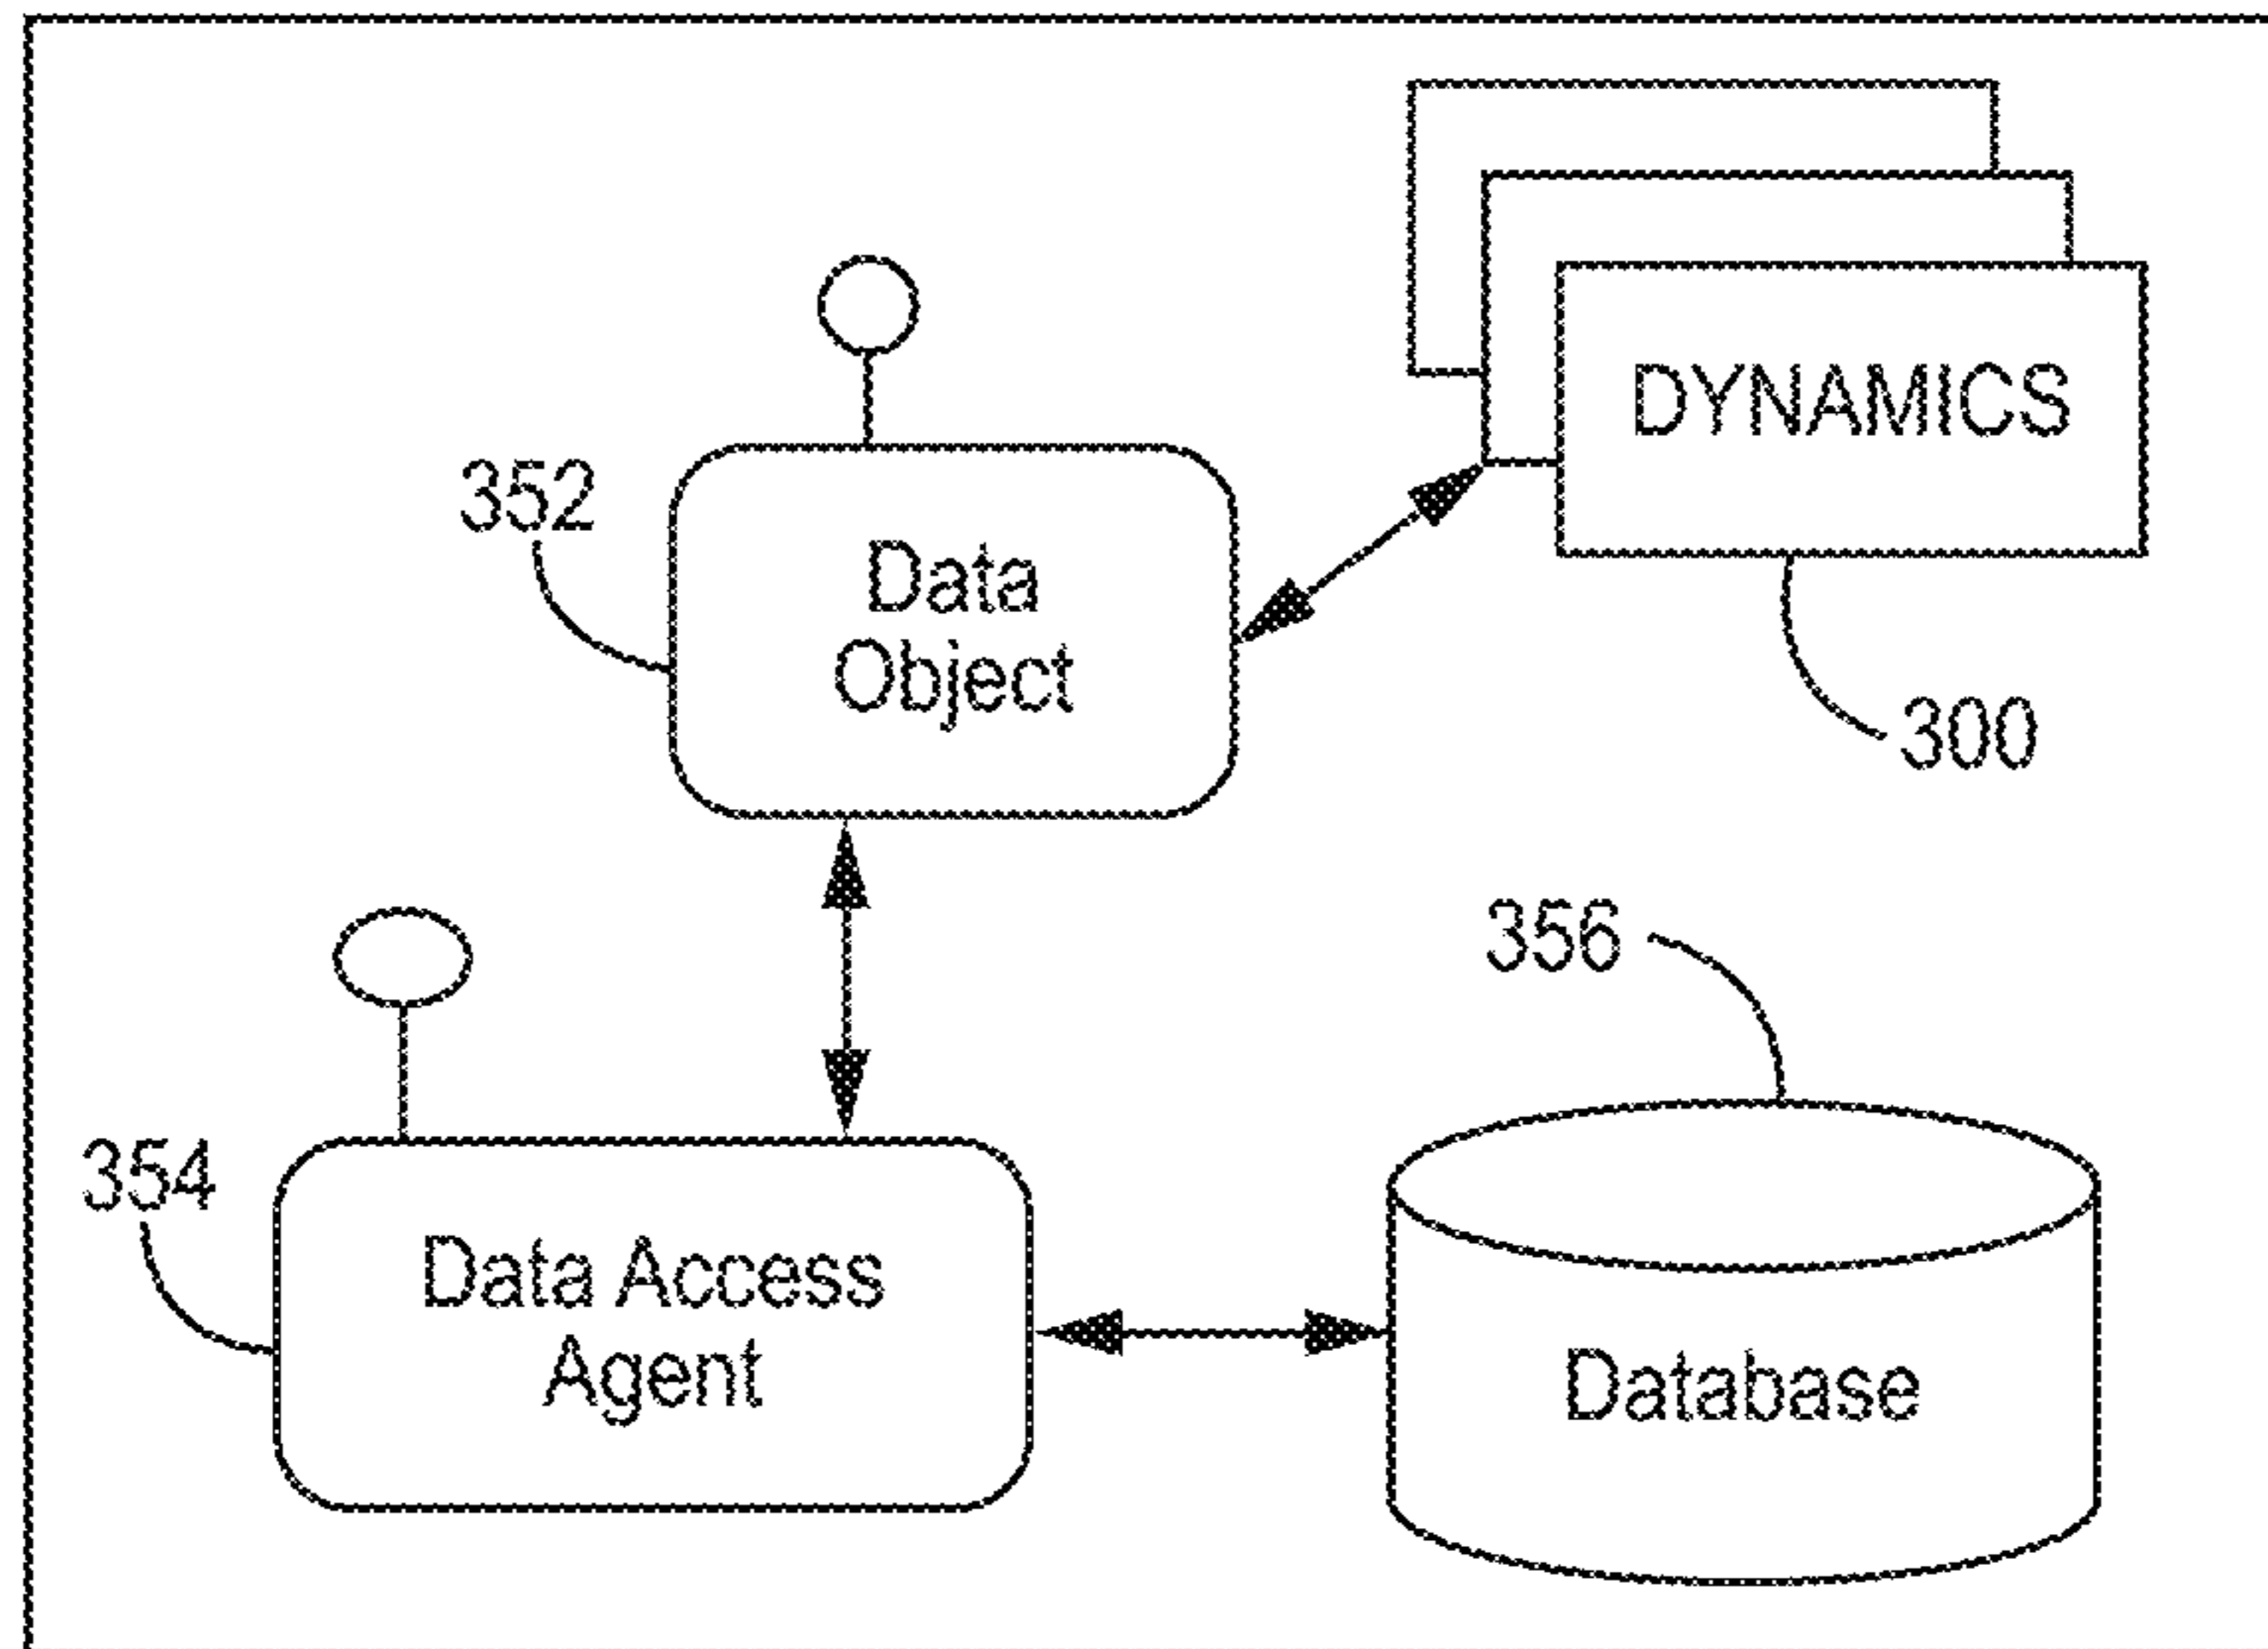 DYNAMICS
352
Data
Object
300
356
354
Data Access
Agent
Database